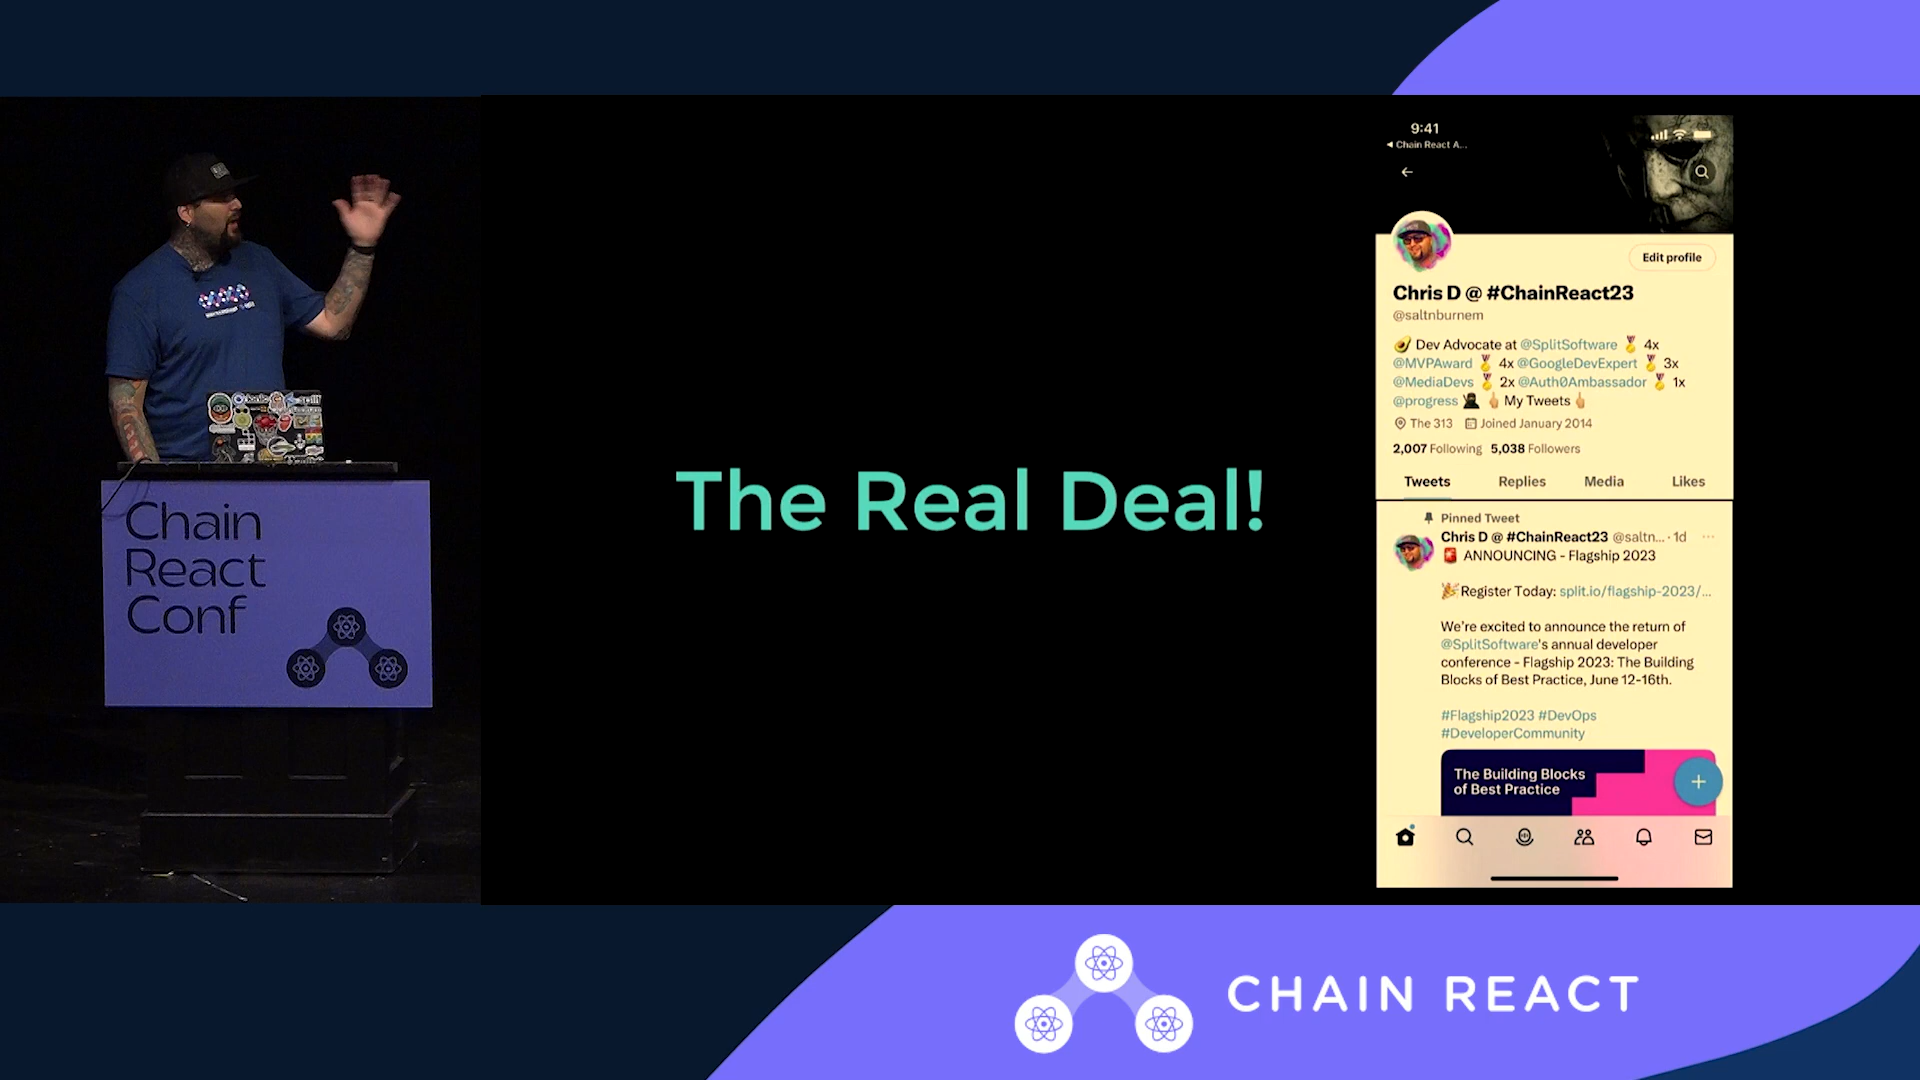 Chain
React
Conf
The Real Deal!
9:41
◀ Chain React A...
Edit profile
Chris D @ #ChainReact23
@saltnburnem
🥑 Dev Advocate at @SplitSoftware 🏅 4x
@MVPAward 🏅 4x @GoogleDevExpert 🏅 3x
@MediaDevs 🏅 2x @Auth0Ambassador 🏅 1x
@progress 🥷 👆 My Tweets 👆
The 313 Joined January 2014
2,007 Following 5,038 Followers
Tweets Replies Media Likes
Pinned Tweet
Chris D @ #ChainReact23 @saltn... · 1d
🚨 ANNOUNCING - Flagship 2023
🎉Register Today: split.io/flagship-2023/...
We're excited to announce the return of
@SplitSoftware's annual developer
conference - Flagship 2023: The Building
Blocks of Best Practice, June 12-16th.
#Flagship2023 #DevOps
#DeveloperCommunity
The Building Blocks
of Best Practice
CHAIN REACT